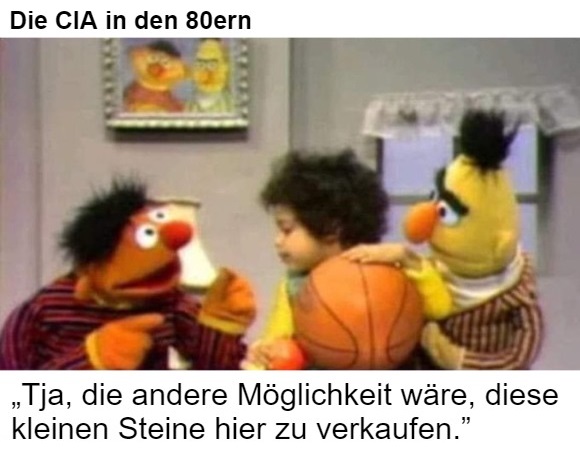 Die CIA in den 80ern
„Tja, die andere Möglichkeit wäre, diese
kleinen Steine hier zu verkaufen.”